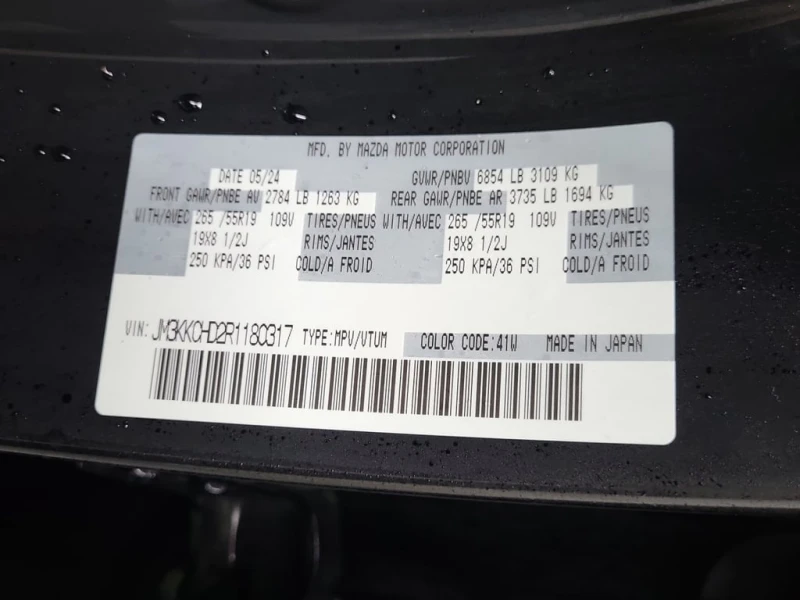 MFD. BY MAZDA MOTOR CORPORATION
DATE 05/24 GVWR/PNBV 6854 LB 3109 KG
FRONT GAWR/PNBE AV 2784 LB 1263 KG REAR GAWR/PNBE AR 3735 LB 1694 KG
WITH/AVEC 265 /55R19 109V TIRES/PNEUS WITH/AVEC 265 /55R19 109V TIRES/PNEUS
19X8 1/2J RIMS/JANTES 19X8 1/2J RIMS/JANTES
250 KPA/36 PSI COLD/A FROID 250 KPA/36 PSI COLD/A FROID
VIN: JM3KKCHD2R1180317 TYPE:MPV/VTUM COLOR CODE:41W MADE IN JAPAN